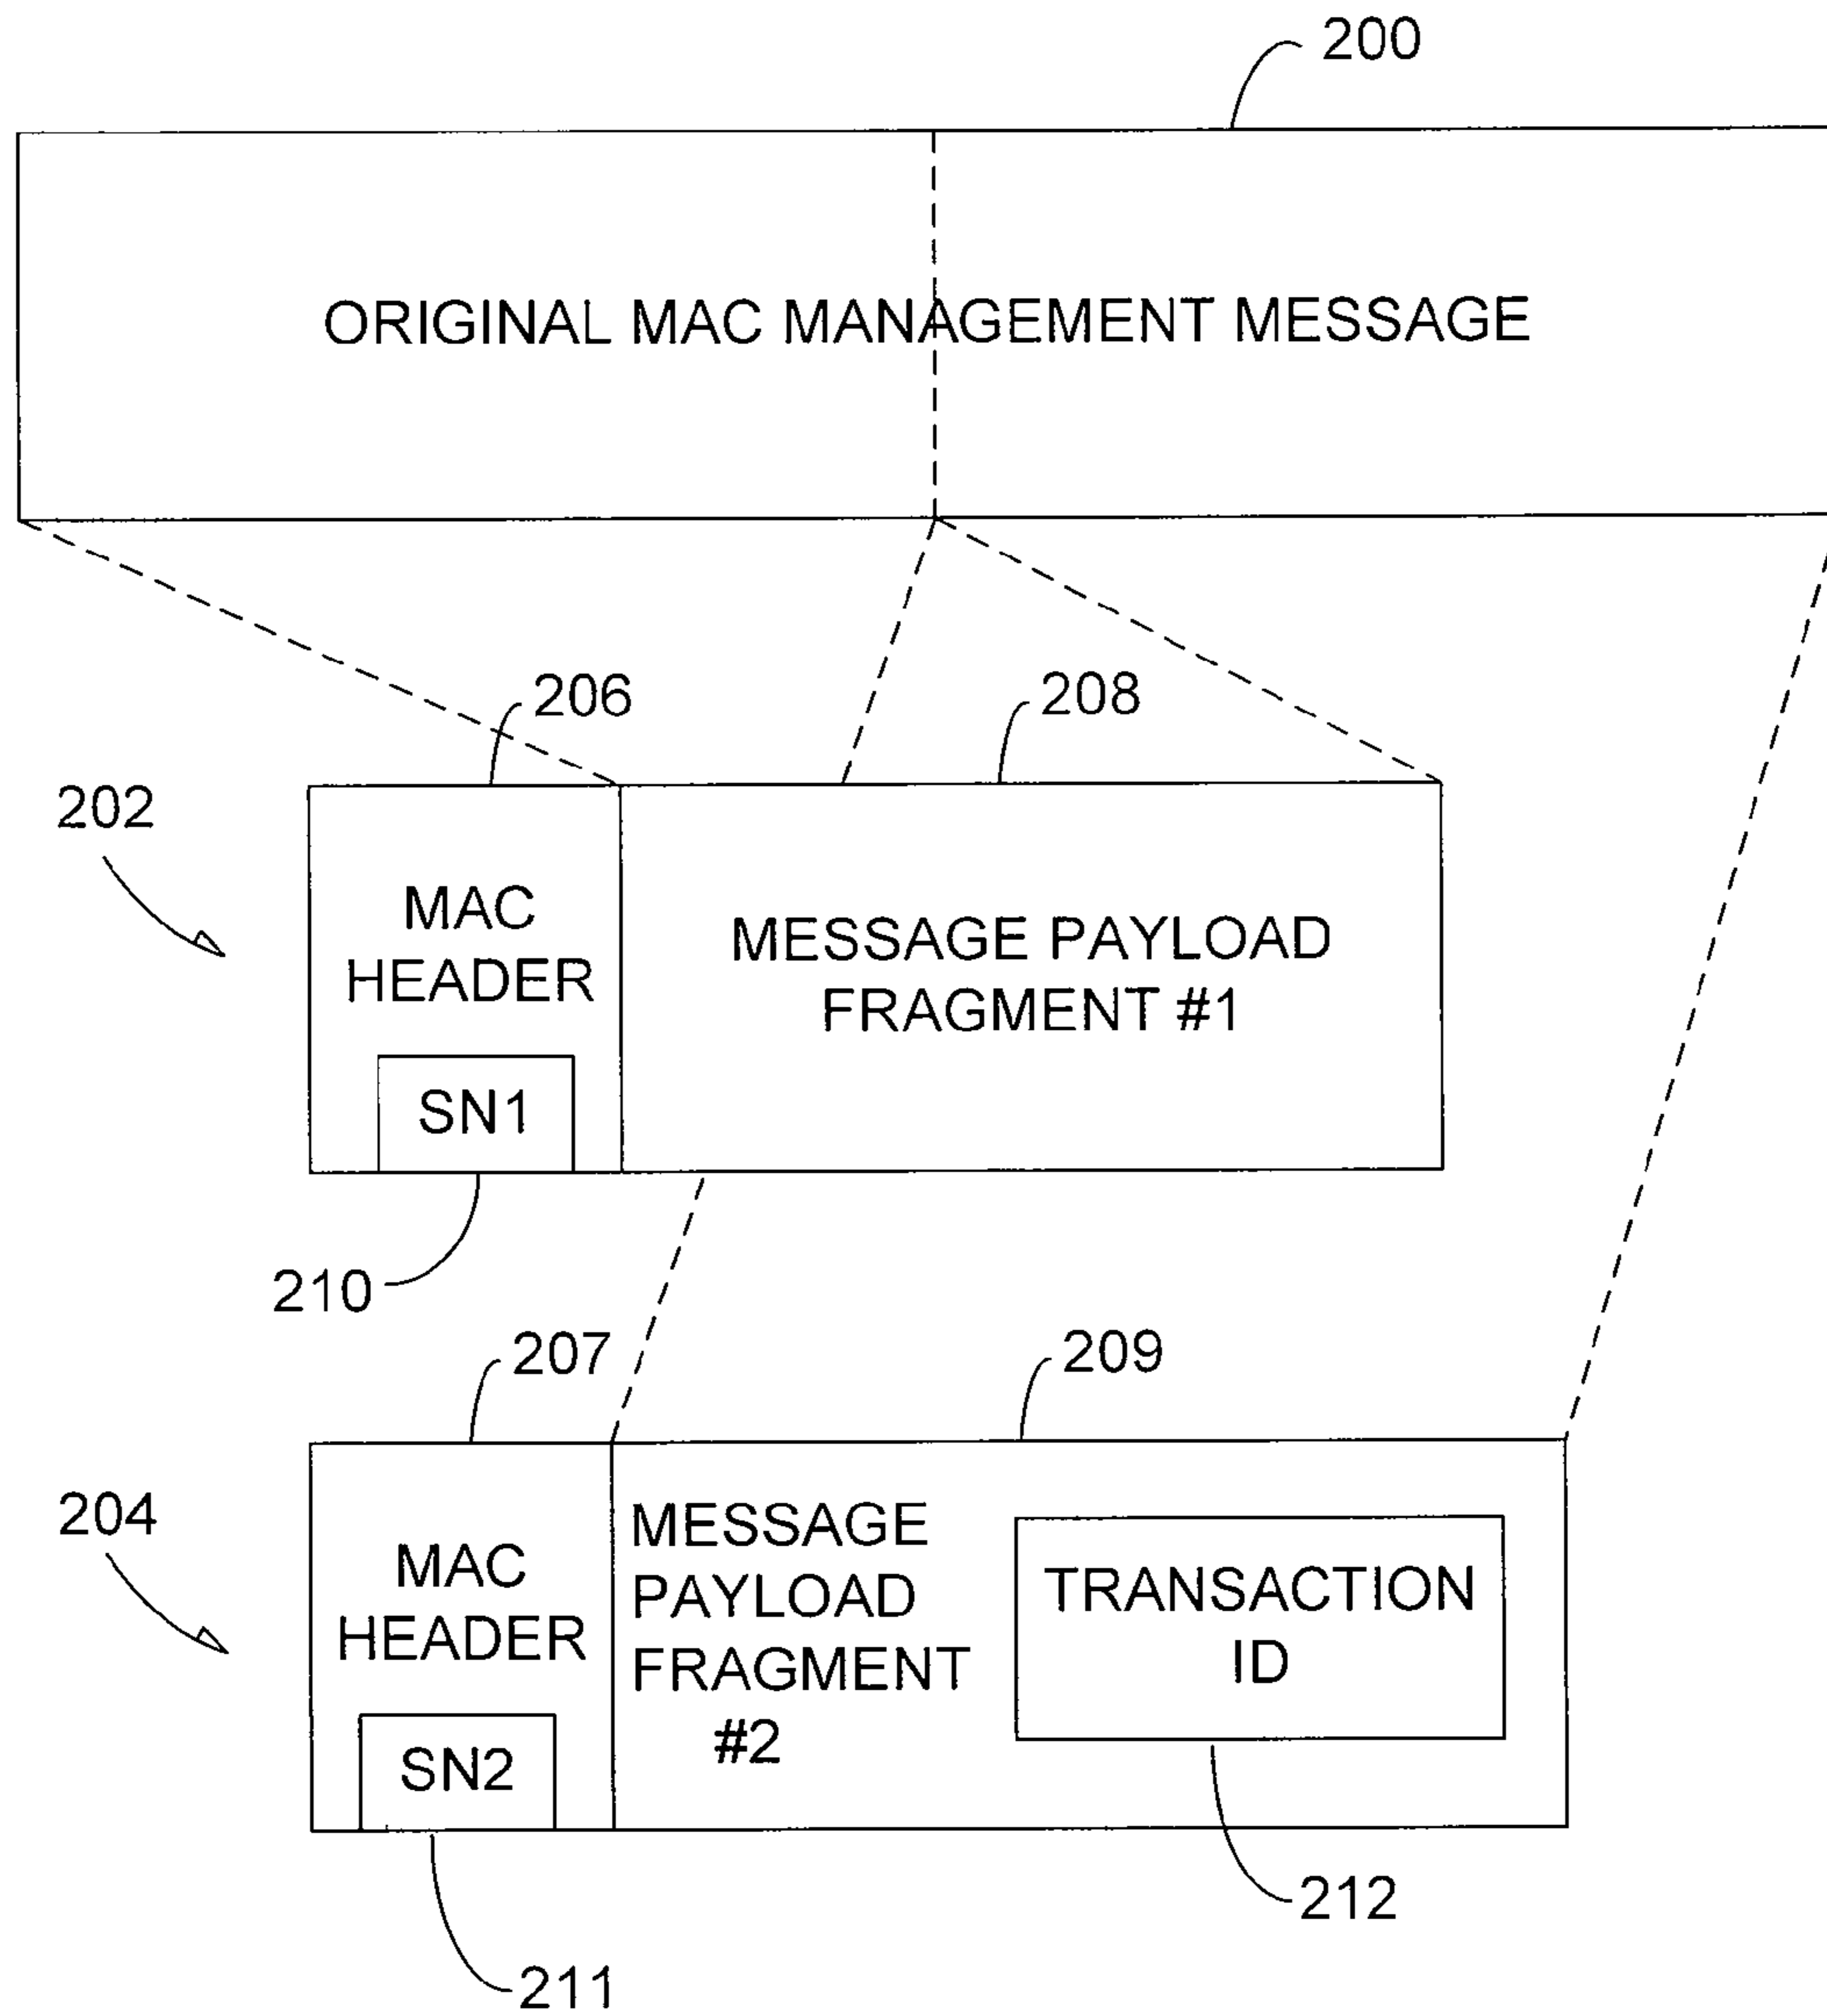 200
ORIGINAL MAC MANAGEMENT MESSAGE
206
208
202
MAC
HEADER
SN1
MESSAGE PAYLOAD
FRAGMENT #1
210
207
209
204
MAC
HEADER
SN2
MESSAGE
PAYLOAD
FRAGMENT
#2
TRANSACTION
ID
212
211